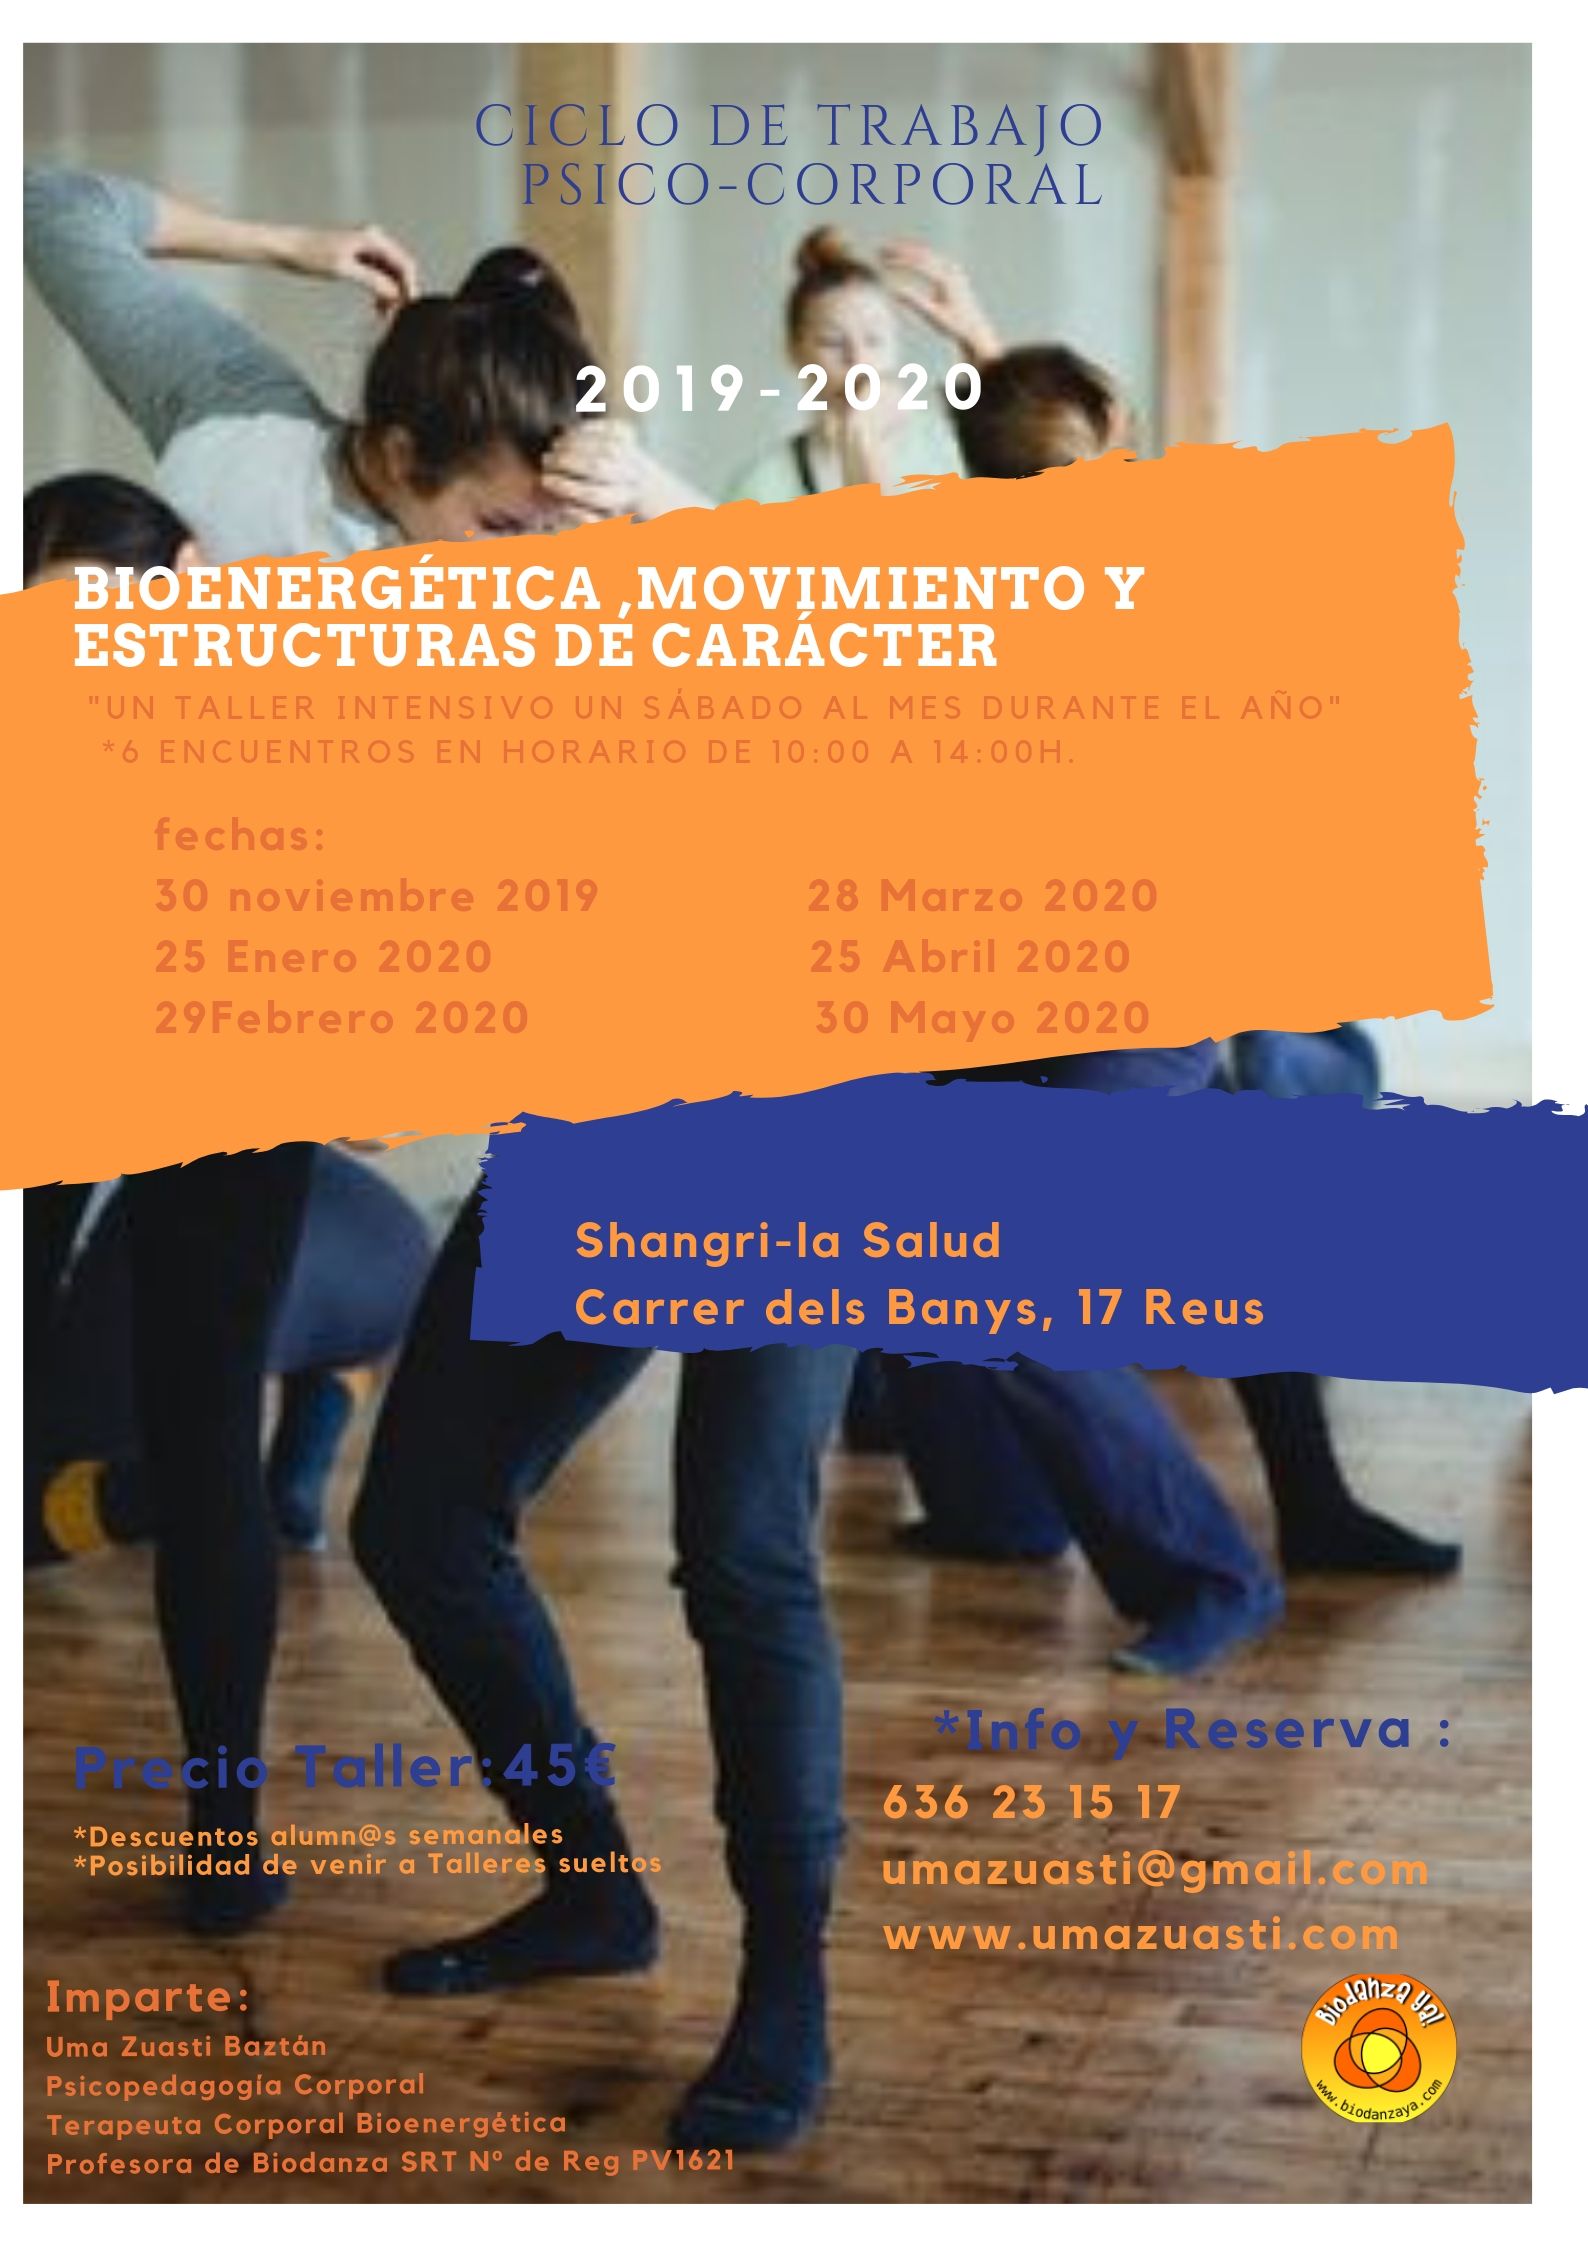 CICLO DE TRABAJO
PSICO-CORPORAL
2019-2020
BIOENERGÉTICA ,MOVIMIENTO Y
ESTRUCTURAS DE CARÁCTER
"UN TALLER INTENSIVO UN SÁBADO AL MES DURANTE EL AÑO"
*6 ENCUENTROS EN HORARIO DE 10:00 A 14:00H.
fechas:
30 noviembre 2019
25 Enero 2020
29Febrero 2020
28 Marzo 2020
25 Abril 2020
30 Mayo 2020
Shangri-la Salud
Carrer dels Banys, 17 Reus
Precio Taller:45€
*Descuentos alumn@s semanales
*Posibilidad de venir a Talleres sueltos
*Info y Reserva :
636 23 15 17
umazuasti@gmail.com
www.umazuasti.com
Imparte:
Uma Zuasti Baztán
Psicopedagogía Corporal
Terapeuta Corporal Bioenergética
Profesora de Biodanza SRT Nº de Reg PV1621
Biodanza Ya!
www.biodanzaya.com